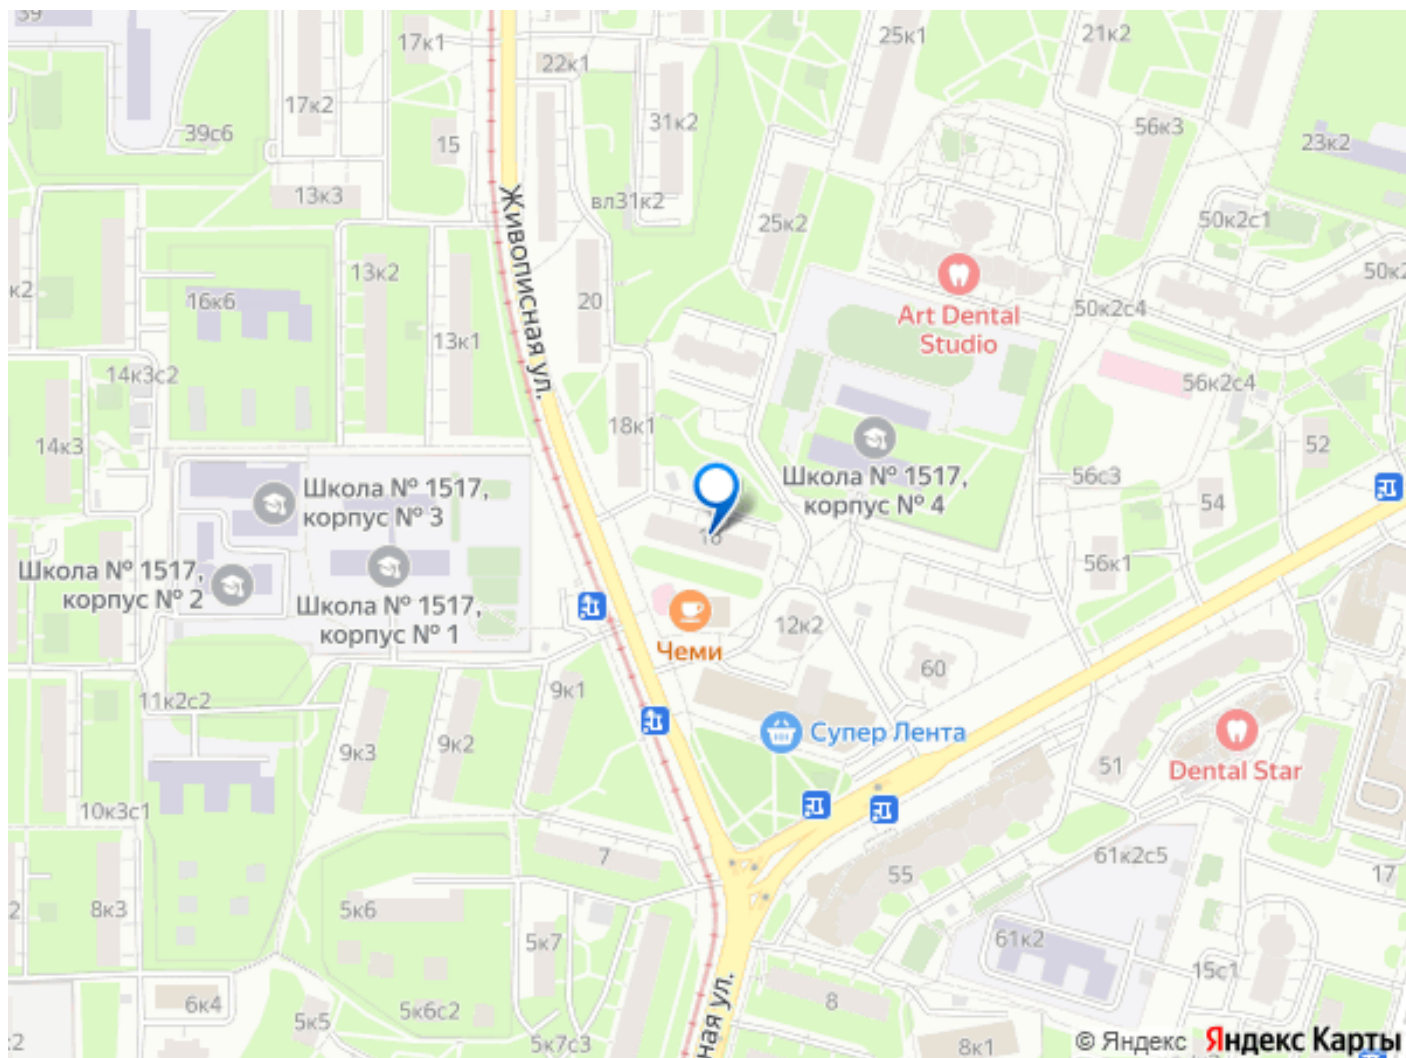 39
17к1
22к1
25к1
21к2
17к2
39с6
15
31к2
56к3
23к2
13к3
вл31к2
25к2
50к2с1
Живописная ул.
к2
16к6
13к2
20
50к2
Art Dental
Studio
50к2с4
13к1
14к3с2
56к2с4
14к3
18к1
52
Школа № 1517,
корпус № 3
Школа № 1517,
корпус № 4
56с3
54
Школа № 1517,
корпус № 2
Школа № 1517,
корпус № 1
56к1
Чеми
12к2
60
11к2с2
9к1
9к3
9к2
Супер Лента
51
Dental Star
10к3с1
7
61к2с5
55
17
2
8к3
5к6
5к7
61к2
15с1
6к4
5к5
5к6с2
8
ная ул.
:2
5к7с3
8к1
© Яндекс Яндекс Карты